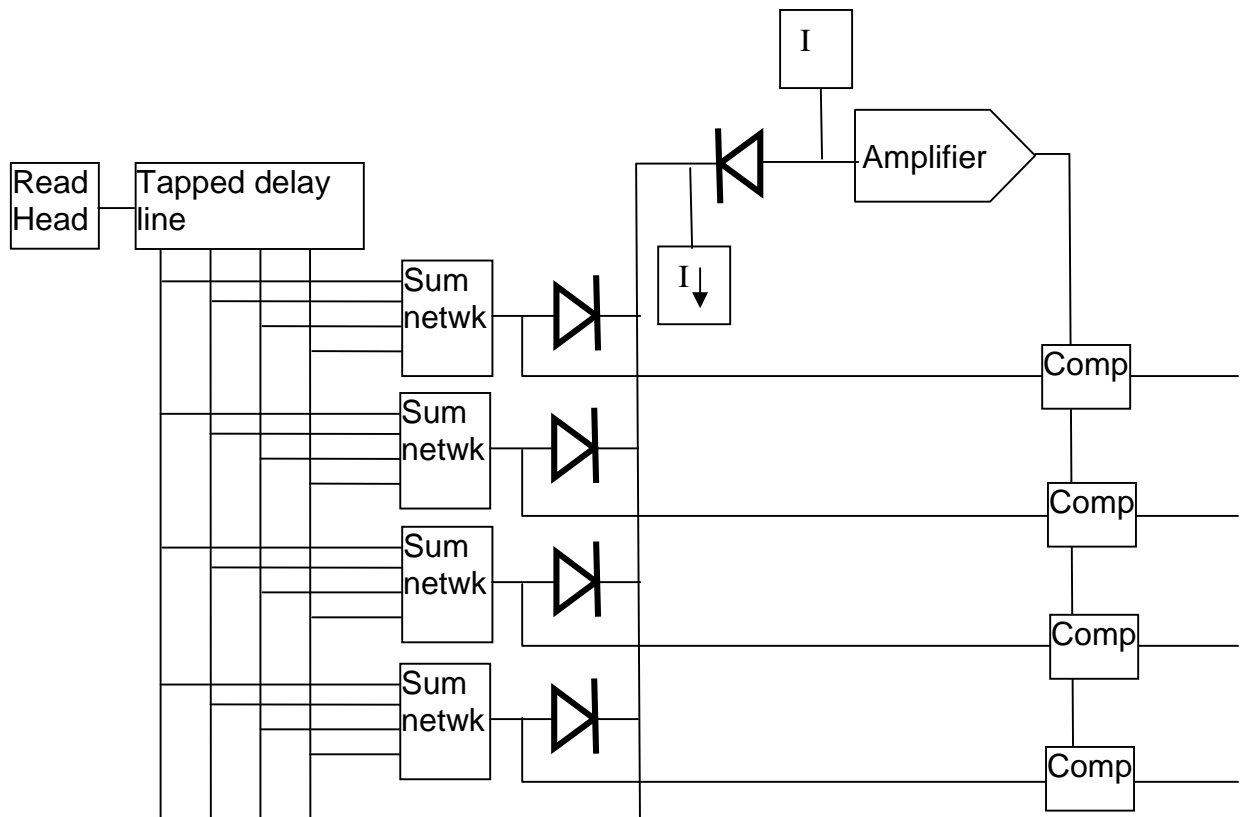 I
Amplifier
Read
Head
Tapped delay
line
I
Sum
netwk
Comp
Sum
netwk
Comp
Sum
netwk
Comp
Sum
netwk
Comp